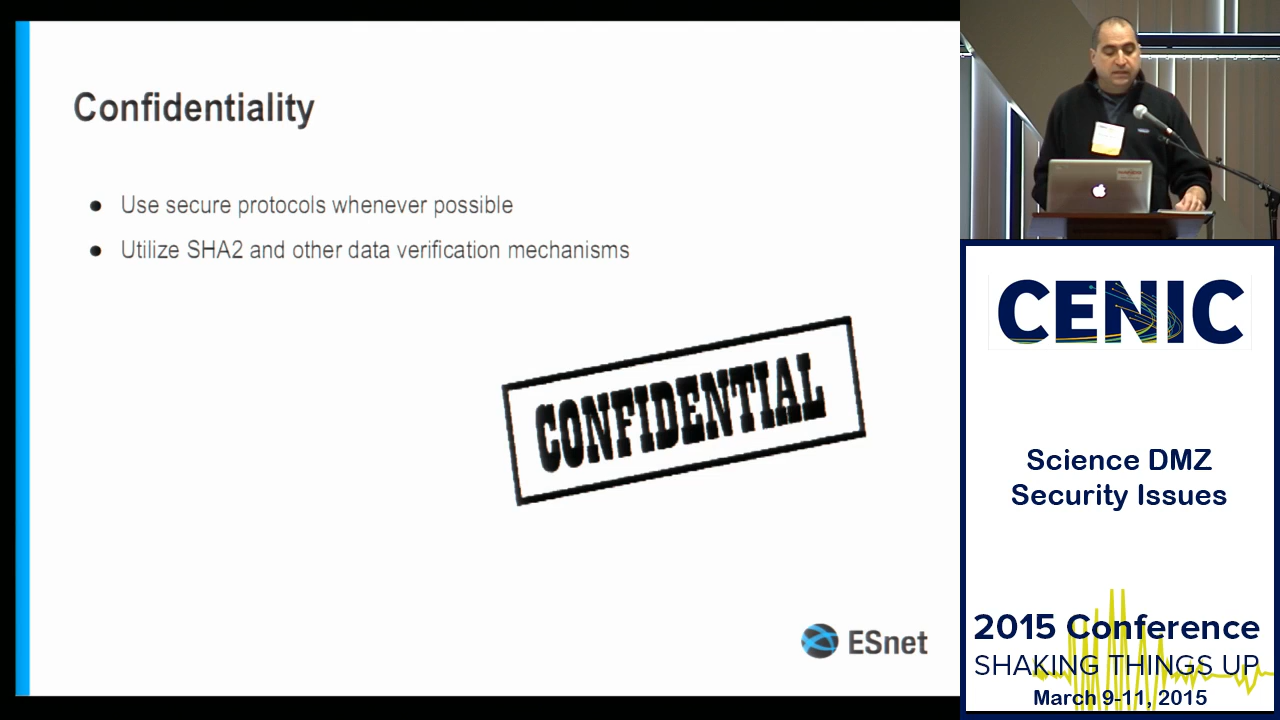 Confidentiality
Use secure protocols whenever possible
Utilize SHA2 and other data verification mechanisms
CONFIDENTIAL
ESnet
CENIC
Science DMZ
Security Issues
2015 Conference
SHAKING THINGS UP
March 9-11, 2015